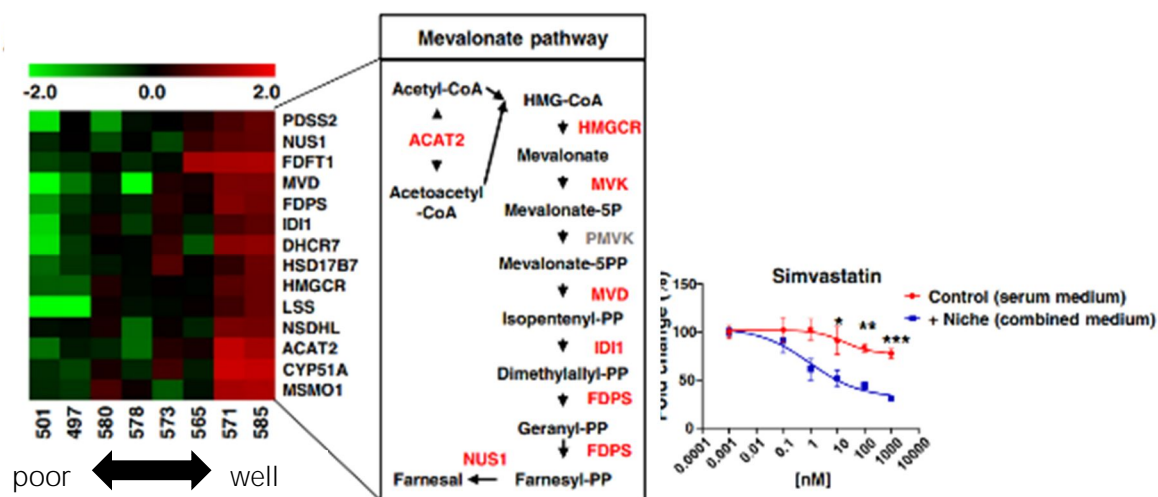 -2.0 0.0 2.0
PDSS2
NUS1
FDFT1
MVD
FDPS
IDI1
DHCR7
HSD17B7
HMGCR
LSS
NSDHL
ACAT2
CYP51A
MSMO1
501 497 580 578 573 565 571 585
poor well
Mevalonate pathway
Acetyl-CoA
ACAT2
Acetoacetyl
-CoA
HMG-CoA
HMGCR
Mevalonate
MVK
Mevalonate-5P
PMVK
Mevalonate-5PP
MVD
Isopentenyl-PP
IDI1
Dimethylallyl-PP
FDPS
Geranyl-PP
FDPS
NUS1
Farnesal Farnesyl-PP
Simvastatin
Control (serum medium)
+ Niche (combined medium)
Fold change (%)
150
100
50
0
* ** ***
0.0001 0.001 0.01 0.1 1 10 100 1000 10000
[nM]